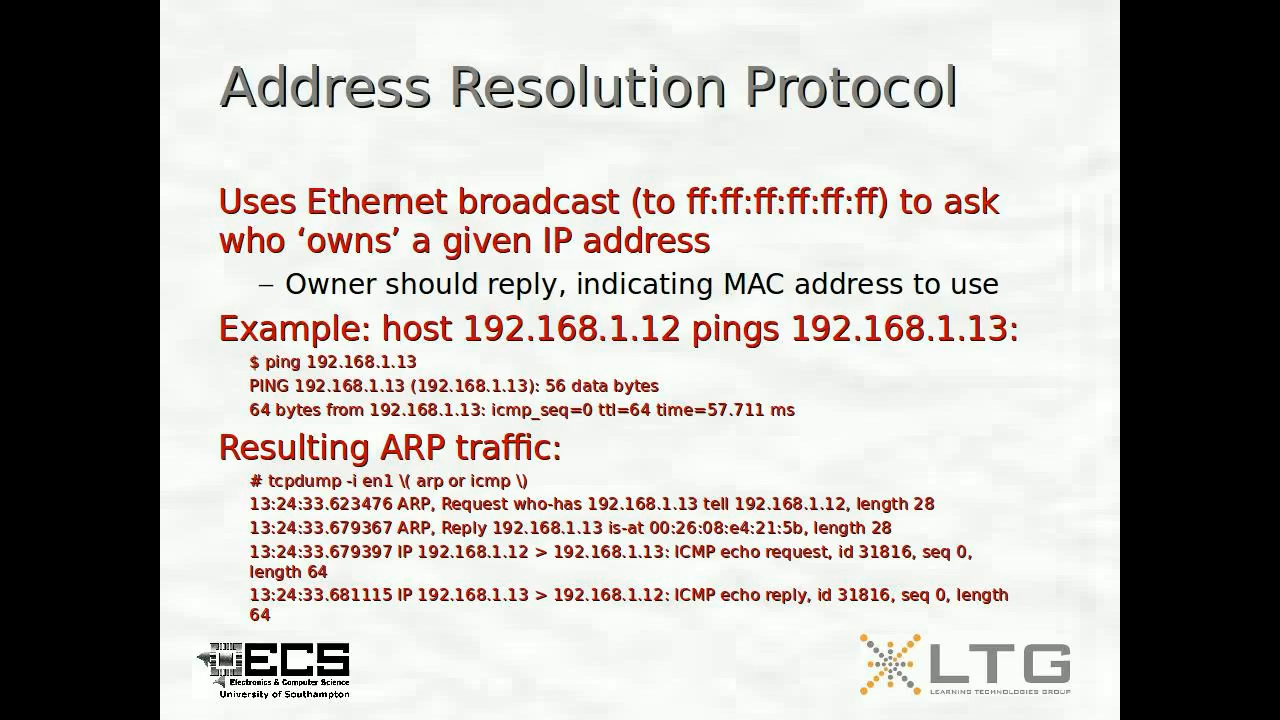 Address Resolution Protocol
Uses Ethernet broadcast (to ff:ff:ff:ff:ff:ff) to ask
who ‘owns’ a given IP address
– Owner should reply, indicating MAC address to use
Example: host 192.168.1.12 pings 192.168.1.13:
$ ping 192.168.1.13
PING 192.168.1.13 (192.168.1.13): 56 data bytes
64 bytes from 192.168.1.13: icmp_seq=0 ttl=64 time=57.711 ms
Resulting ARP traffic:
# tcpdump -i en1 \( arp or icmp \)
13:24:33.623476 ARP, Request who-has 192.168.1.13 tell 192.168.1.12, length 28
13:24:33.679367 ARP, Reply 192.168.1.13 is-at 00:26:08:e4:21:5b, length 28
13:24:33.679397 IP 192.168.1.12 > 192.168.1.13: ICMP echo request, id 31816, seq 0,
length 64
13:24:33.681115 IP 192.168.1.13 > 192.168.1.12: ICMP echo reply, id 31816, seq 0, length
64
ECS
Electronics & Computer Science
University of Southampton
LTG
LEARNING TECHNOLOGIES GROUP